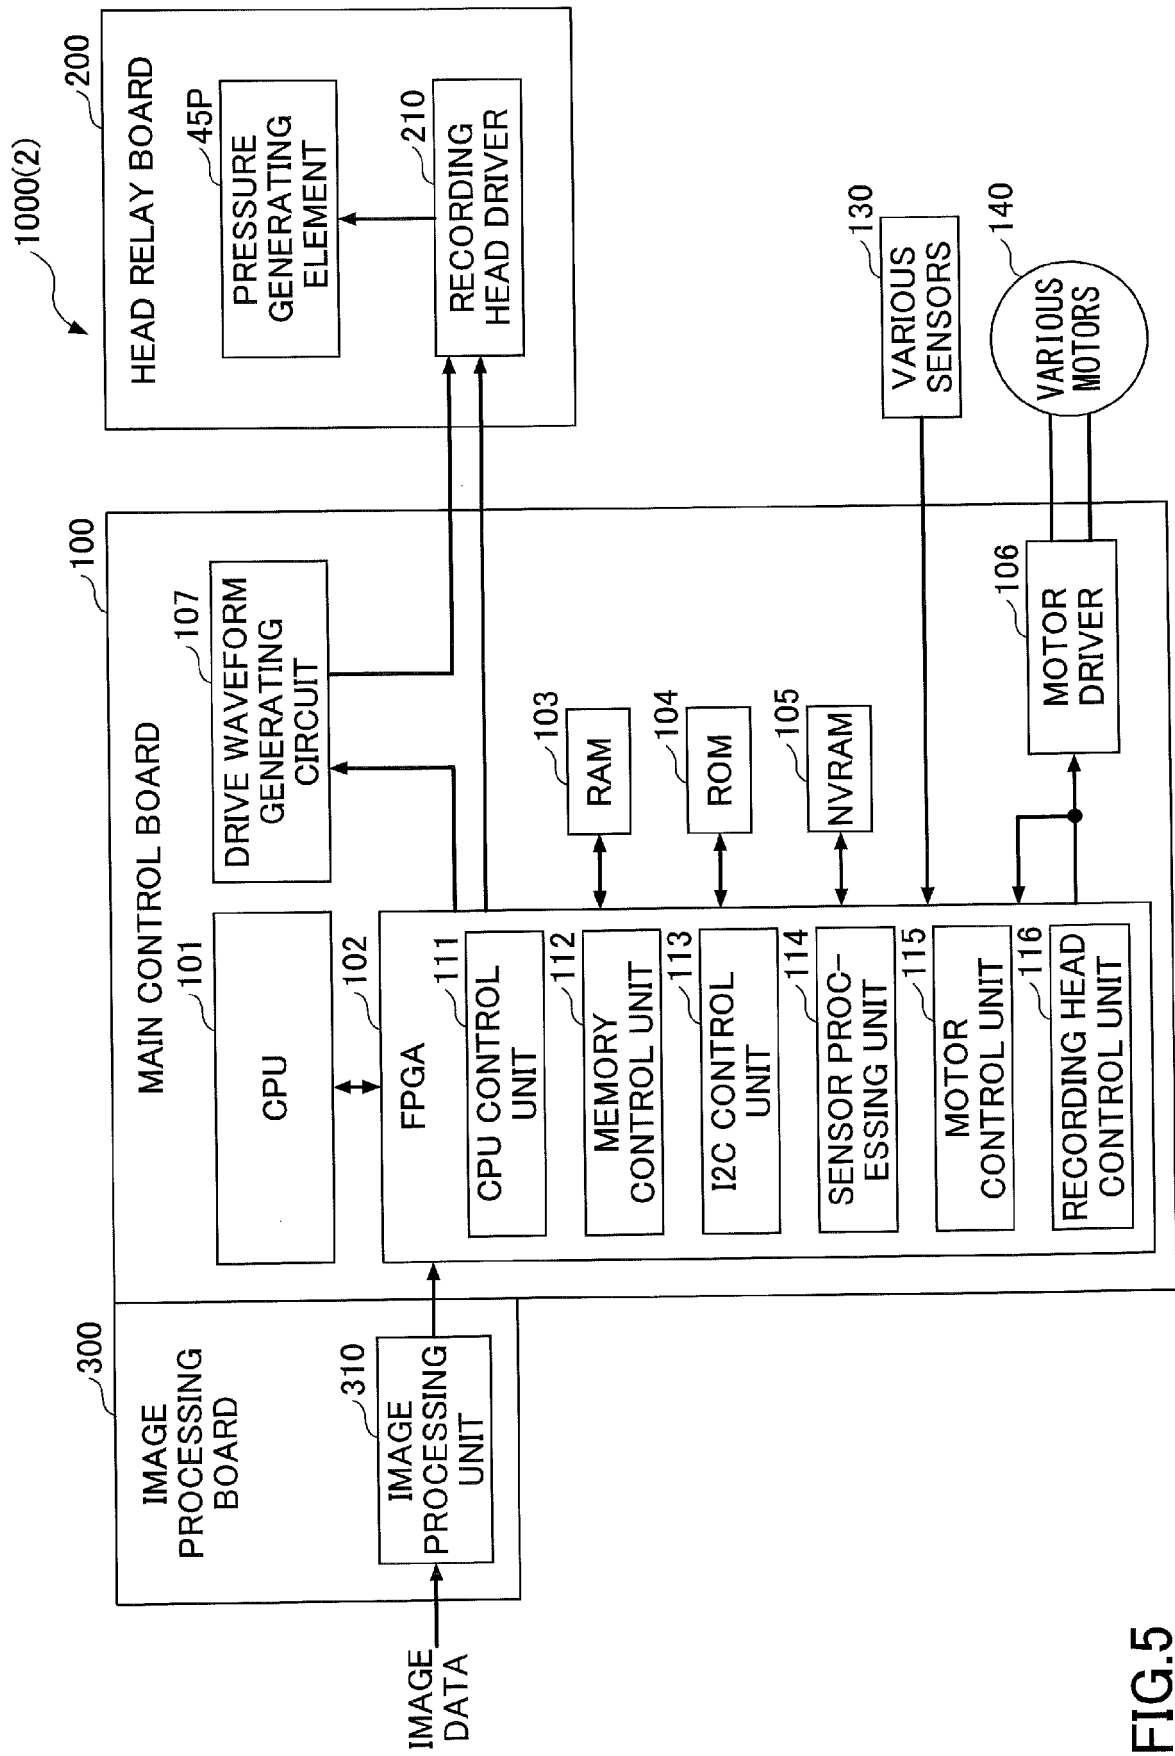 1000(2)
300
IMAGE
PROCESSING
BOARD
310
IMAGE
PROCESSING
UNIT
IMAGE
DATA
100
MAIN CONTROL BOARD
101
CPU
107
DRIVE WAVEFORM
GENERATING
CIRCUIT
102
FPGA
111
CPU CONTROL
UNIT
112
MEMORY
CONTROL UNIT
113
I2C CONTROL
UNIT
114
SENSOR PROC-
ESSING UNIT
115
MOTOR
CONTROL UNIT
116
RECORDING HEAD
CONTROL UNIT
103
RAM
104
ROM
105
NVRAM
106
MOTOR
DRIVER
200
HEAD RELAY BOARD
45P
PRESSURE
GENERATING
ELEMENT
210
RECORDING
HEAD DRIVER
130
VARIOUS
SENSORS
140
VARIOUS
MOTORS
FIG.5